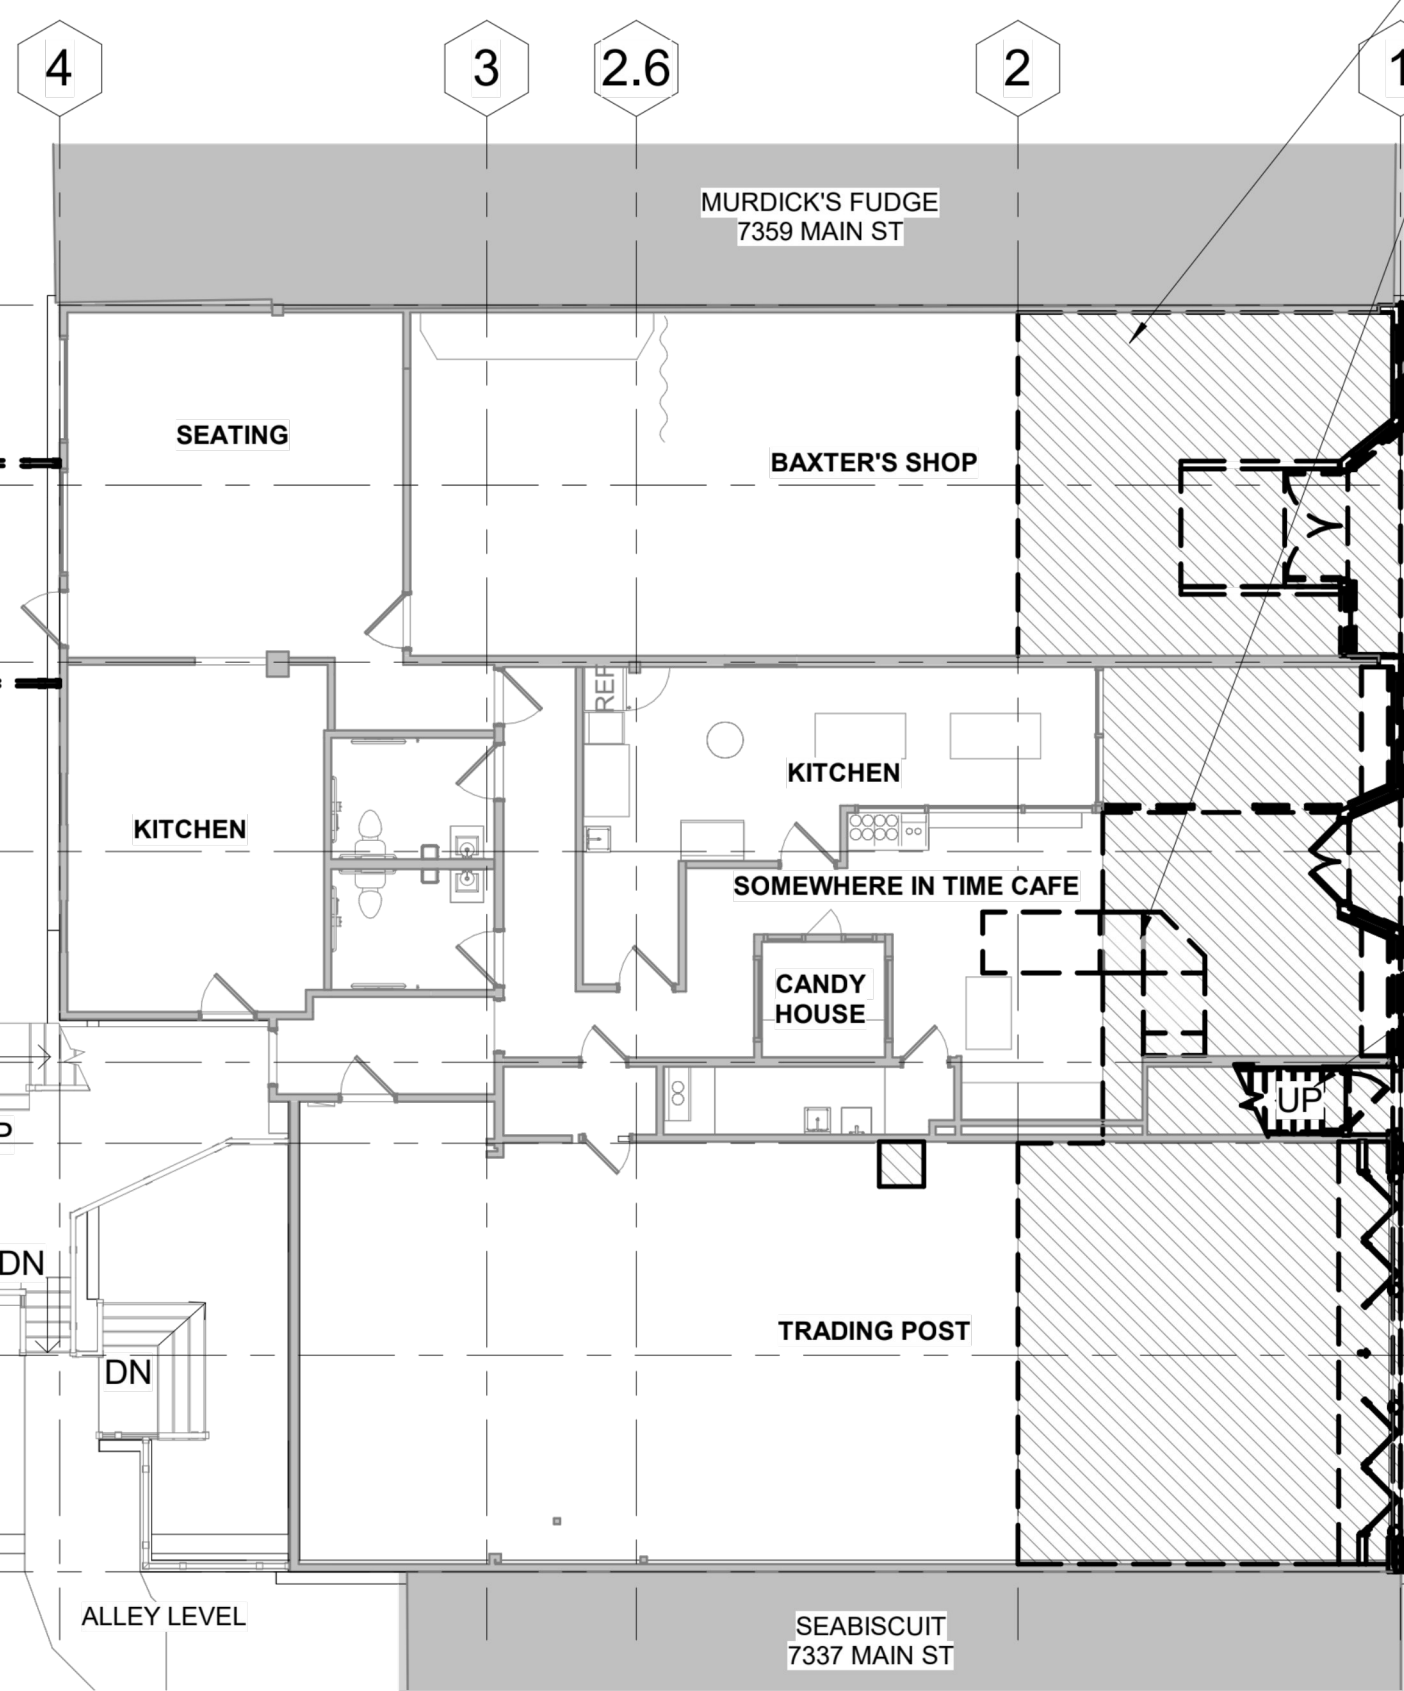 4
3
2.6
2
1
MURDICK'S FUDGE
7359 MAIN ST
SEATING
BAXTER'S SHOP
REF
KITCHEN
KITCHEN
SOMEWHERE IN TIME CAFE
CANDY
HOUSE
UP
P
DN
TRADING POST
DN
ALLEY LEVEL
SEABISCUIT
7337 MAIN ST